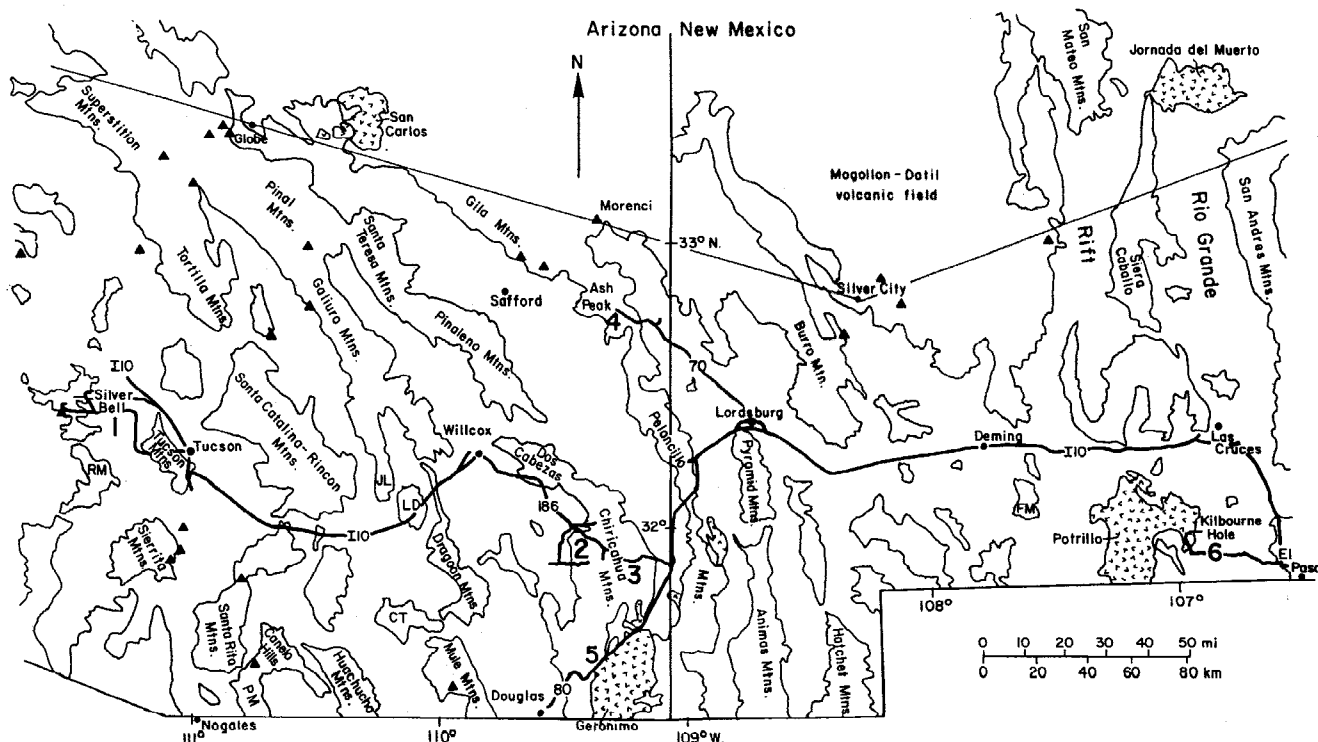 Arizona New Mexico
N
Superstition
Mtns.
Globe
San
Carlos
Pinal
Mtns.
Santa
Teresa Mtns.
Gila Mtns.
Morenci
33° N.
Mogollon-Datil
volcanic field
San
Mateo Mtns.
Jornada del Muerto
Rio Grande
Rift
San Andres Mtns.
Siera
Caballo
Tortilla Mtns.
Galiuro Mtns.
Safford
Pinaleno Mtns.
Ash
Peak
4
Silver City
Burro Mtn.
70
I10
Silver
Bell
1
Tucson
Mtns.
Tucson
Santa Catalina-Rincon
Mtns.
Willcox
Dos
Cabezas
Peloncillo
Mtns.
Lordsburg
Pyramid Mtns.
Deming
I10
Las
Cruces
RM
JL
LD
186
32°
FM
Sierrita
Mtns.
I10
Dragoon Mtns.
2
Chiricahua
Mtns.
3
Potrillo
Kilbourne
Hole
6
El
Paso
108°
107°
Santa Rita
Mtns.
Canelo
Hills
Huachucha
Mtns.
CT
Mule Mtns.
5
Animas Mtns.
Hatchet Mtns.
0 10 20 30 40 50 mi
0 20 40 60 80 km
PM
Douglas
80
Nogales
Geronimo
111°
110°
109° W.